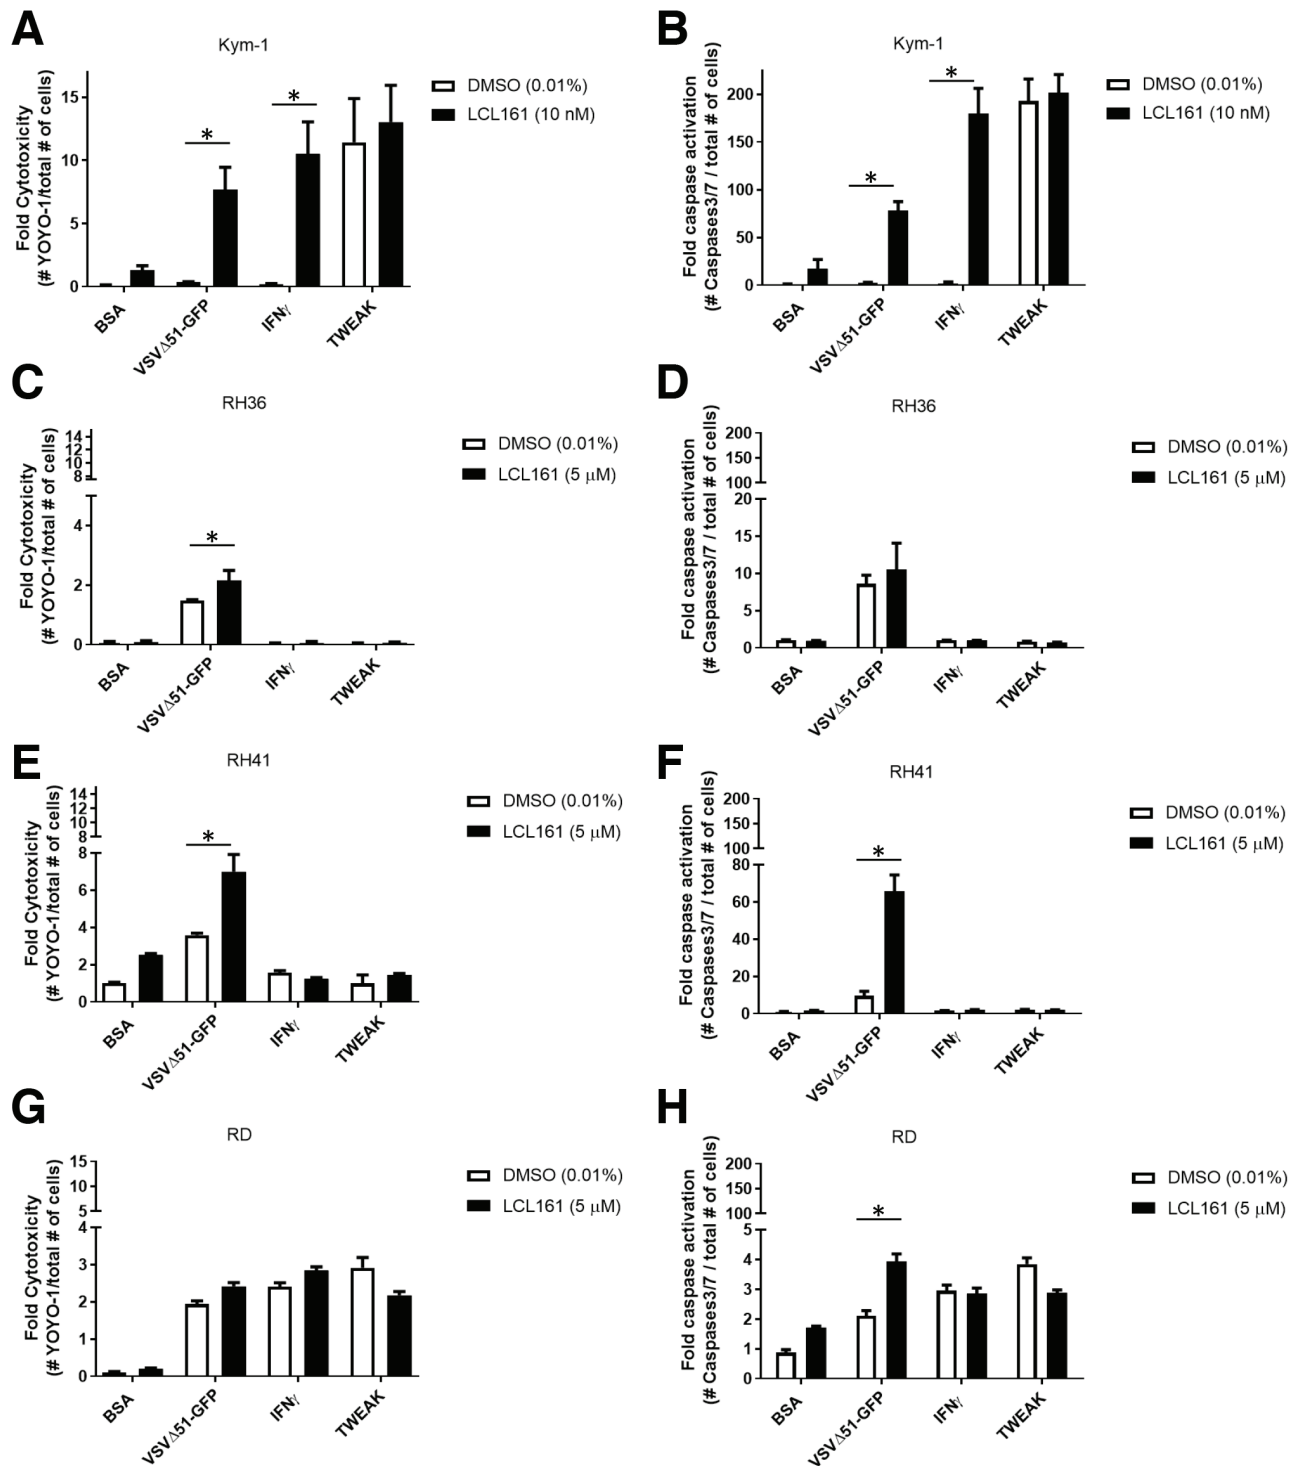 A
Kym-1
Fold Cytotoxicity
(# YOYO-1/total # of cells)
15
10
5
0
BSA
VSVΔ51-GFP
IFNγ
TWEAK
*
*
DMSO (0.01%)
LCL161 (10 nM)
B
Kym-1
Fold caspase activation
(# Caspases3/7 / total # of cells)
200
150
100
50
0
BSA
VSVΔ51-GFP
IFNγ
TWEAK
*
*
DMSO (0.01%)
LCL161 (10 nM)
C
RH36
Fold Cytotoxicity
(# YOYO-1/total # of cells)
14
12
10
8
4
2
0
BSA
VSVΔ51-GFP
IFNγ
TWEAK
*
DMSO (0.01%)
LCL161 (5 μM)
D
RH36
Fold caspase activation
(# Caspases3/7 / total # of cells)
200
150
100
20
15
10
5
0
BSA
VSVΔ51-GFP
IFNγ
TWEAK
DMSO (0.01%)
LCL161 (5 μM)
E
RH41
Fold Cytotoxicity
(# YOYO-1/total # of cells)
14
12
10
8
8
6
4
2
0
BSA
VSVΔ51-GFP
IFNγ
TWEAK
*
DMSO (0.01%)
LCL161 (5 μM)
F
RH41
Fold caspase activation
(# Caspases3/7 / total # of cells)
200
150
100
80
60
40
20
0
BSA
VSVΔ51-GFP
IFNγ
TWEAK
*
DMSO (0.01%)
LCL161 (5 μM)
G
RD
Fold Cytotoxicity
(# YOYO-1/total # of cells)
15
10
5
4
3
2
1
0
BSA
VSVΔ51-GFP
IFNγ
TWEAK
DMSO (0.01%)
LCL161 (5 μM)
H
RD
Fold caspase activation
(# Caspases3/7 / total # of cells)
200
150
100
5
4
3
2
1
0
BSA
VSVΔ51-GFP
IFNγ
TWEAK
*
DMSO (0.01%)
LCL161 (5 μM)